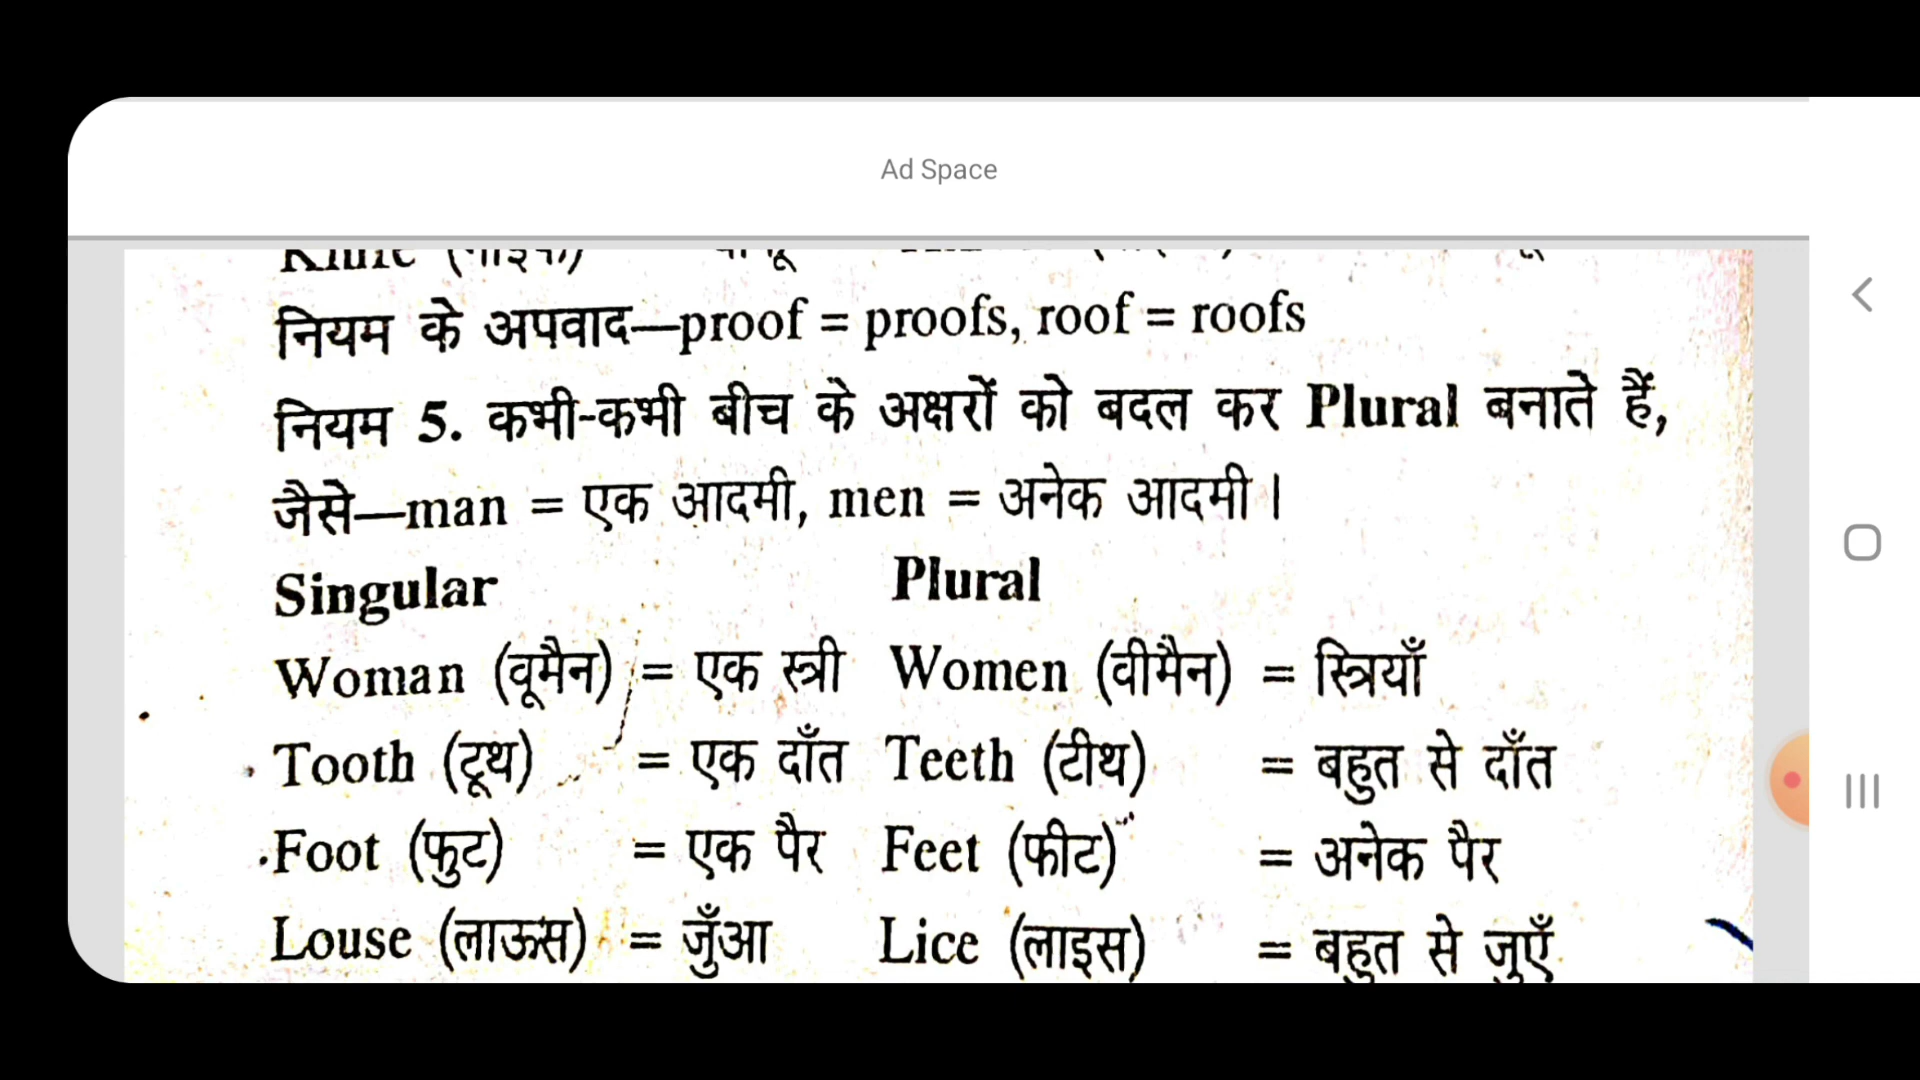 Ad Space
नियम के अपवाद—proof = proofs, roof = roofs
नियम 5. कभी-कभी बीच के अक्षरों को बदल कर Plural बनाते हैं,
जैसे—man = एक आदमी, men = अनेक आदमी।
Singular Plural
Woman (वूमैन) = एक स्त्री Women (वीमैन) = स्त्रियाँ
Tooth (टूथ) = एक दाँत Teeth (टीथ) = बहुत से दाँत
Foot (फुट) = एक पैर Feet (फीट) = अनेक पैर
Louse (लाऊस) = जुँआ Lice (लाइस) = बहुत से जुएँ